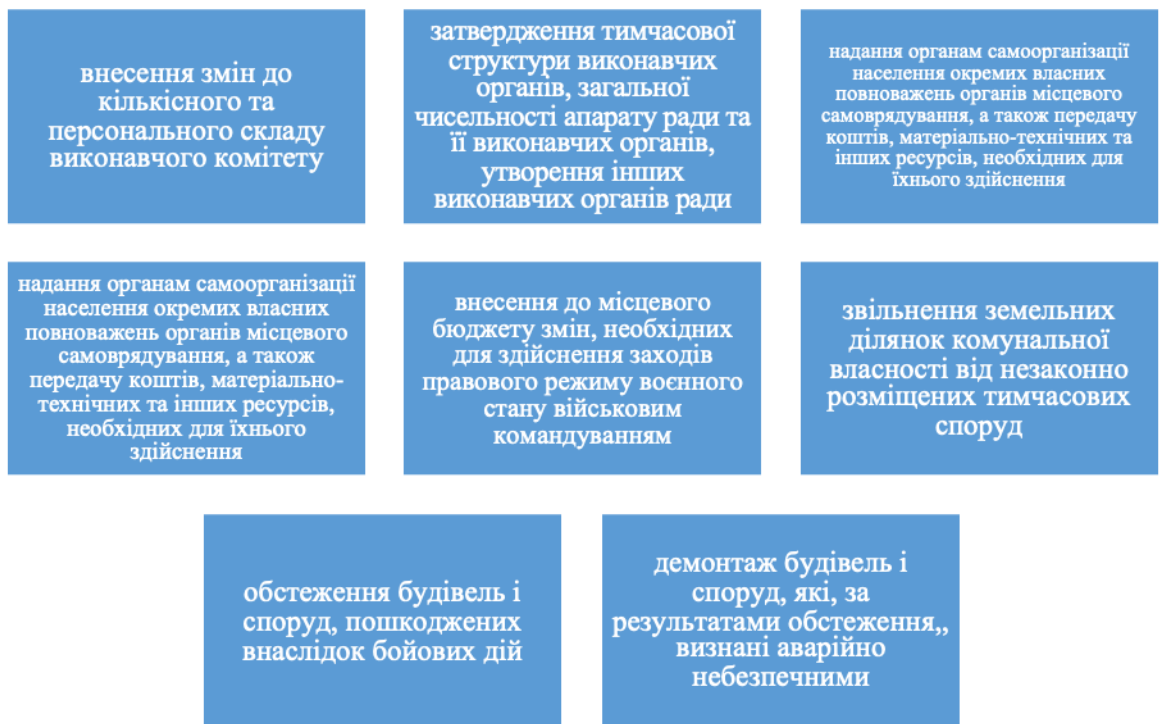 внесення змін до
кількісного та
персонального складу
виконавчого комітету
затвердження тимчасової
структури виконавчих
органів, загальної
чисельності апарату ради та
її виконавчих органів,
утворення інших
виконавчих органів ради
надання органам самоорганізації
населення окремих власних
повноважень органів місцевого
самоврядування, а також передачу
коштів, матеріально-технічних та
інших ресурсів, необхідних для
їхнього здійснення
надання органам самоорганізації
населення окремих власних
повноважень органів місцевого
самоврядування, а також
передачу коштів, матеріально-
технічних та інших ресурсів,
необхідних для їхнього
здійснення
внесення до місцевого
бюджету змін, необхідних
для здійснення заходів
правового режиму воєнного
стану військовим
командуванням
звільнення земельних
ділянок комунальної
власності від незаконно
розміщених тимчасових
споруд
обстеження будівель і
споруд, пошкоджених
внаслідок бойових дій
демонтаж будівель і
споруд, які, за
результатами обстеження,,
визнані аварійно
небезпечними